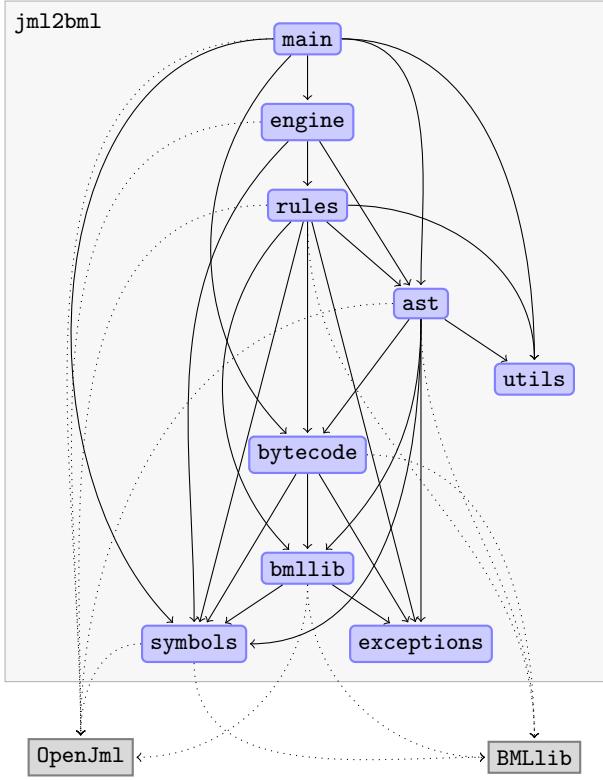 jml2bml
main
engine
rules
ast
utils
bytecode
bmllib
symbols
exceptions
OpenJml
BMLlib